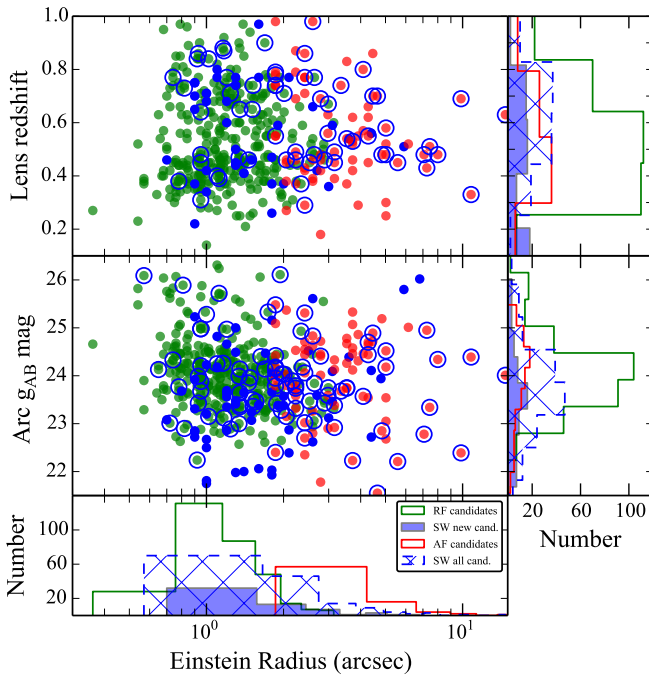 1.0
0.8
0.6
0.4
0.2
Lens redshift
26
25
24
23
22
Arc g_AB mag
100
60
20
Number
RF candidates
SW new cand.
AF candidates
SW all cand.
20 60 100
Number
10^0 10^1
Einstein Radius (arcsec)